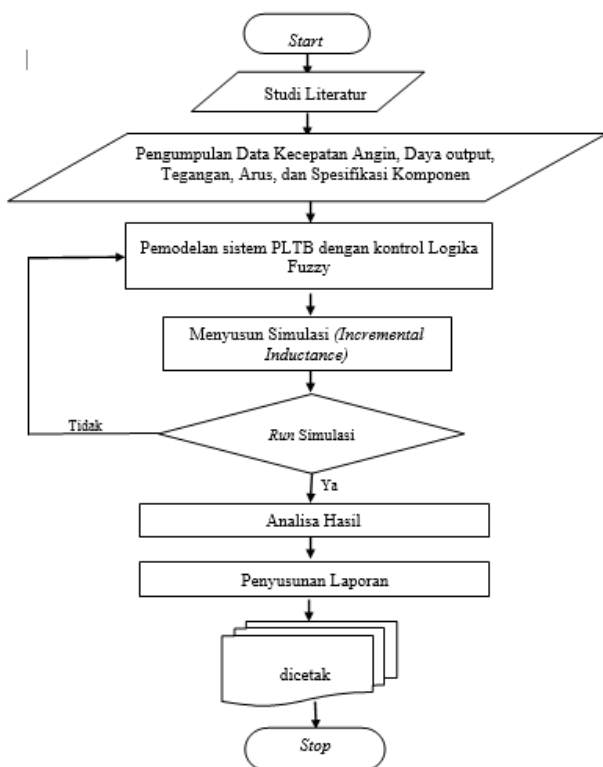 Start
Studi Literatur
Pengumpulan Data Kecepatan Angin, Daya output,
Tegangan, Arus, dan Spesifikasi Komponen
Pemodelan sistem PLTB dengan kontrol Logika
Fuzzy
Menyusun Simulasi (Incremental
Inductance)
Tidak
Run Simulasi
Ya
Analisa Hasil
Penyusunan Laporan
dicetak
Stop